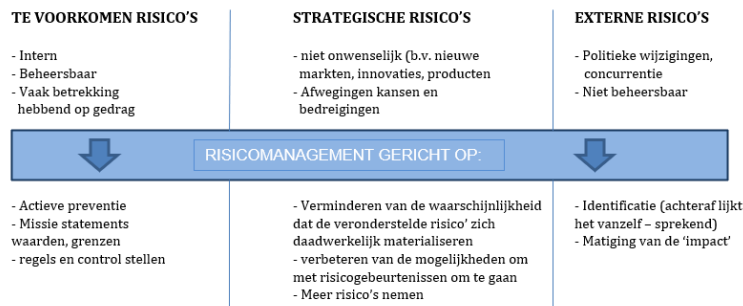 TE VOORKOMEN RISICO'S
- Intern
- Beheersbaar
- Vaak betrekking
hebbend op gedrag
STRATEGISCHE RISICO'S
- niet onwenselijk (b.v. nieuwe
markten, innovaties, producten
- Afwegingen kansen en
bedreigingen
EXTERNE RISICO'S
- Politieke wijzigingen,
concurrentie
- Niet beheersbaar
RISICOMANAGEMENT GERICHT OP:
- Actieve preventie
- Missie statements
waarden, grenzen
- regels en control stellen
- Verminderen van de waarschijnlijkheid
dat de veronderstelde risico' zich
daadwerkelijk materialiseren
- verbeteren van de mogelijkheden om
met risicogebeurtenissen om te gaan
- Meer risico's nemen
- Identificatie (achteraf lijkt
het vanzelf – sprekend)
- Matiging van de 'impact'